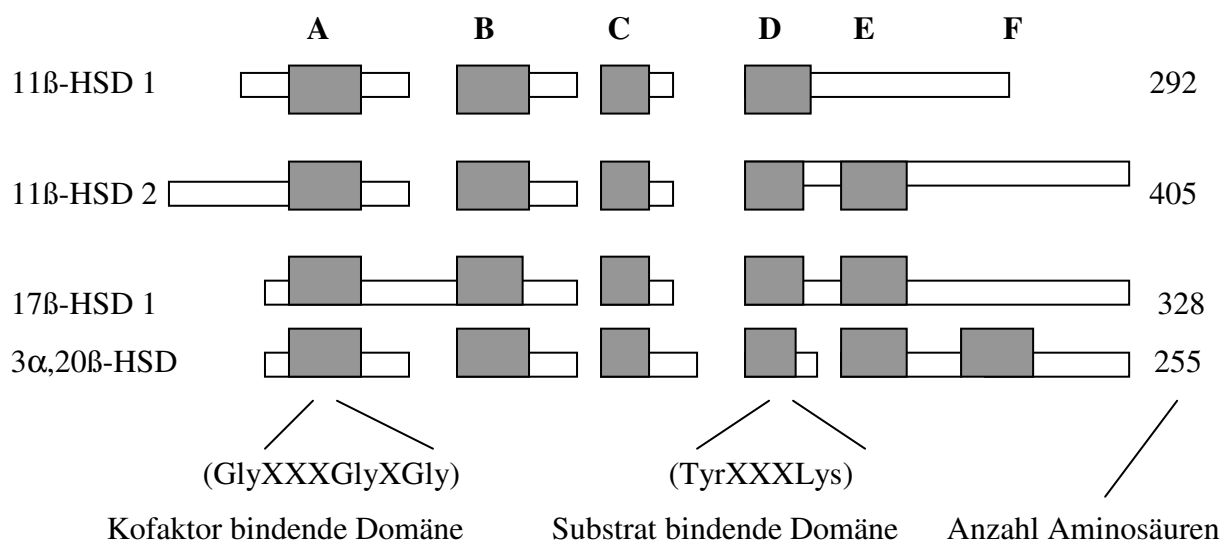 A B C D E F
11ß-HSD 1 292
11ß-HSD 2 405
17ß-HSD 1 328
3α,20ß-HSD 255
(GlyXXXGlyXGly) (TyrXXXLys)
Kofaktor bindende Domäne Substrat bindende Domäne Anzahl Aminosäuren